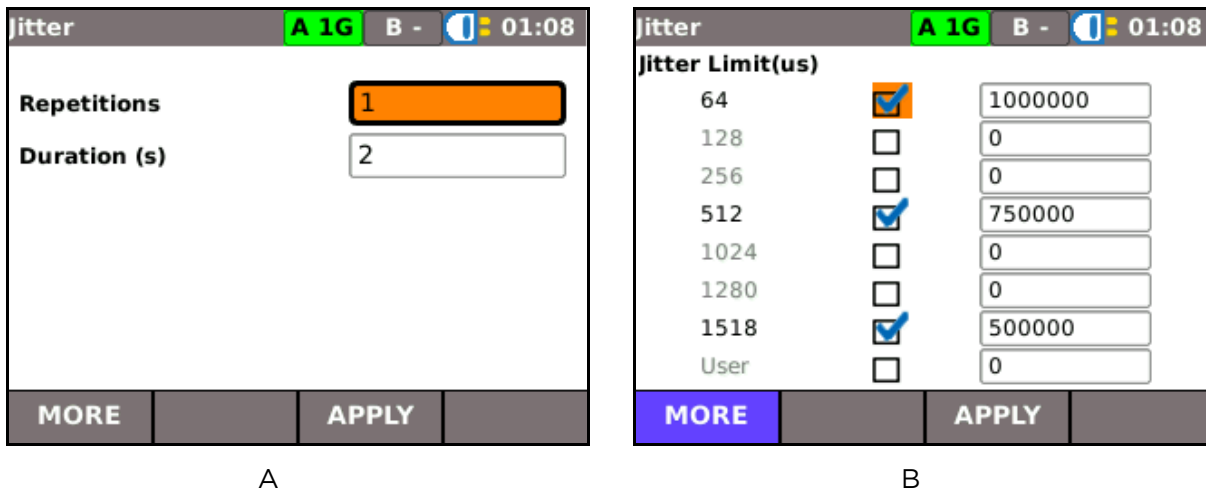 Jitter A 1G B - 01:08
Repetitions 1
Duration (s) 2
MORE APPLY
A
Jitter A 1G B - 01:08
Jitter Limit(us)
64 1000000
128 0
256 0
512 750000
1024 0
1280 0
1518 500000
User 0
MORE APPLY
B